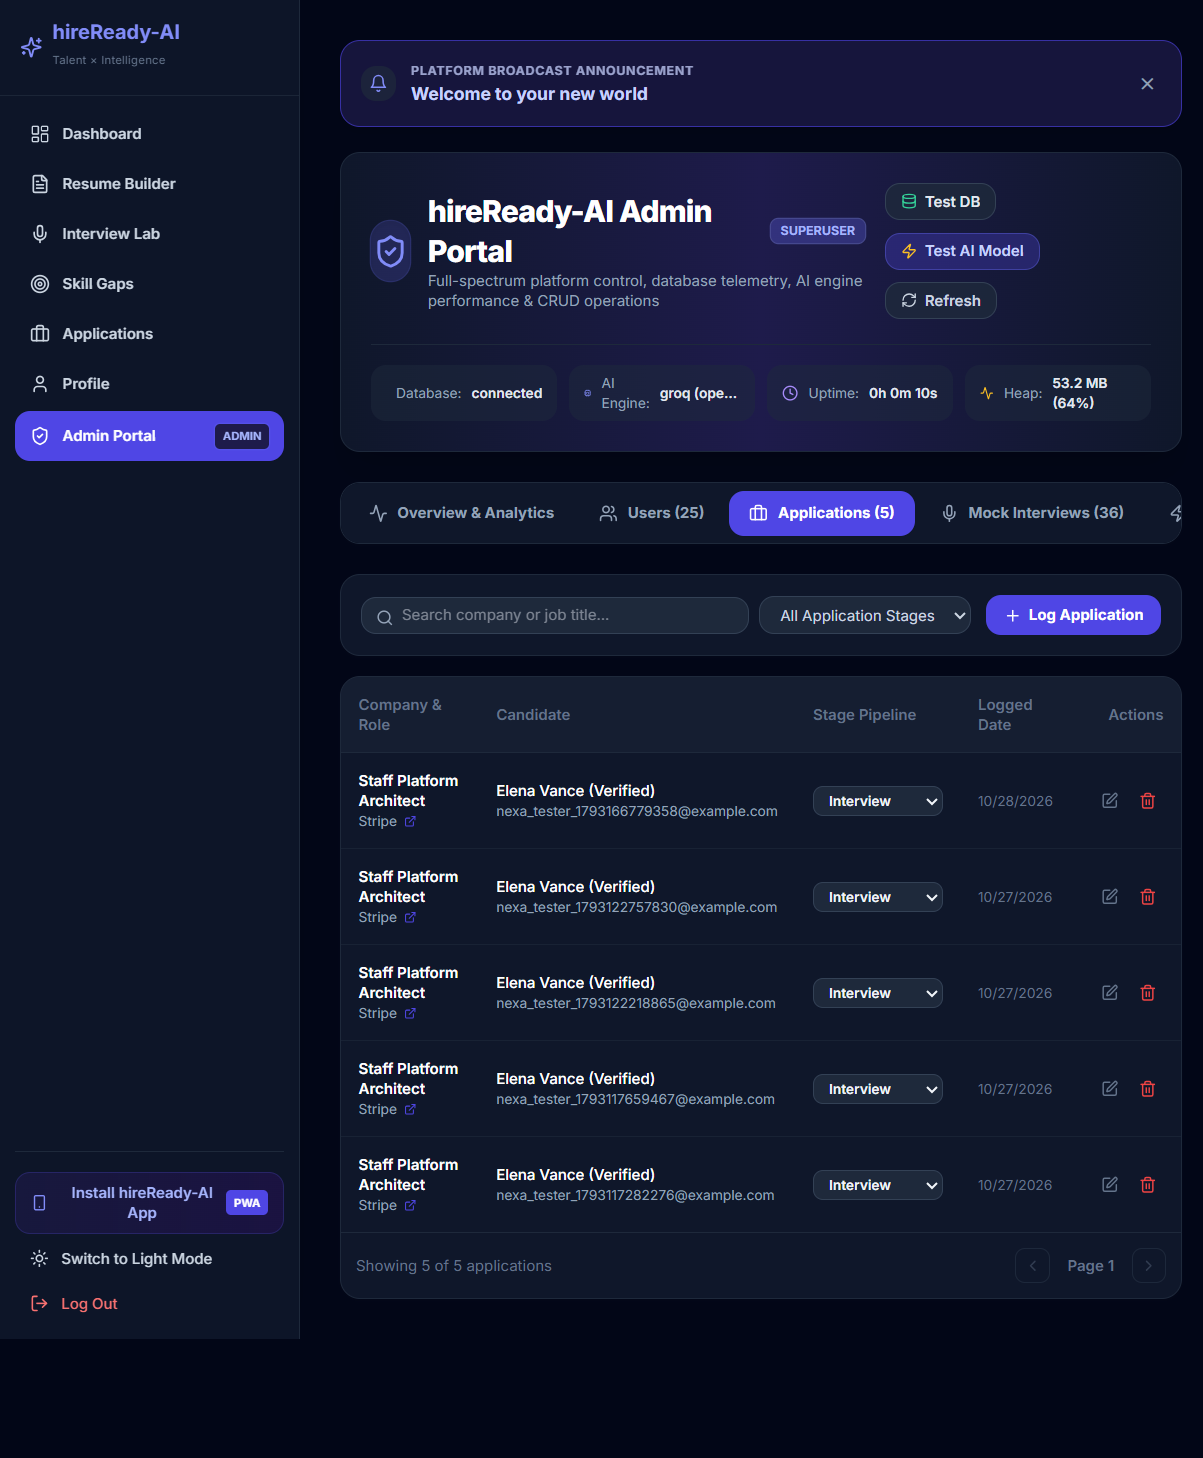 hireReady-AI
Talent × Intelligence
Dashboard
Resume Builder
Interview Lab
Skill Gaps
Applications
Profile
Admin Portal
ADMIN
Install hireReady-AI
App
PWA
Switch to Light Mode
Log Out
PLATFORM BROADCAST ANNOUNCEMENT
Welcome to your new world
hireReady-AI Admin
Portal
SUPERUSER
Full-spectrum platform control, database telemetry, AI engine
performance & CRUD operations
Test DB
Test AI Model
Refresh
Database: connected
AI
Engine: groq (ope...
Uptime: 0h 0m 10s
Heap: 53.2 MB
(64%)
Overview & Analytics
Users (25)
Applications (5)
Mock Interviews (36)
Search company or job title...
All Application Stages
Log Application
Company &
Role
Candidate
Stage Pipeline
Logged
Date
Actions
Staff Platform
Architect
Stripe
Elena Vance (Verified)
nexa_tester_1793166779358@example.com
Interview
10/28/2026
Staff Platform
Architect
Stripe
Elena Vance (Verified)
nexa_tester_1793122757830@example.com
Interview
10/27/2026
Staff Platform
Architect
Stripe
Elena Vance (Verified)
nexa_tester_1793122218865@example.com
Interview
10/27/2026
Staff Platform
Architect
Stripe
Elena Vance (Verified)
nexa_tester_1793117659467@example.com
Interview
10/27/2026
Staff Platform
Architect
Stripe
Elena Vance (Verified)
nexa_tester_1793117282276@example.com
Interview
10/27/2026
Showing 5 of 5 applications
Page 1